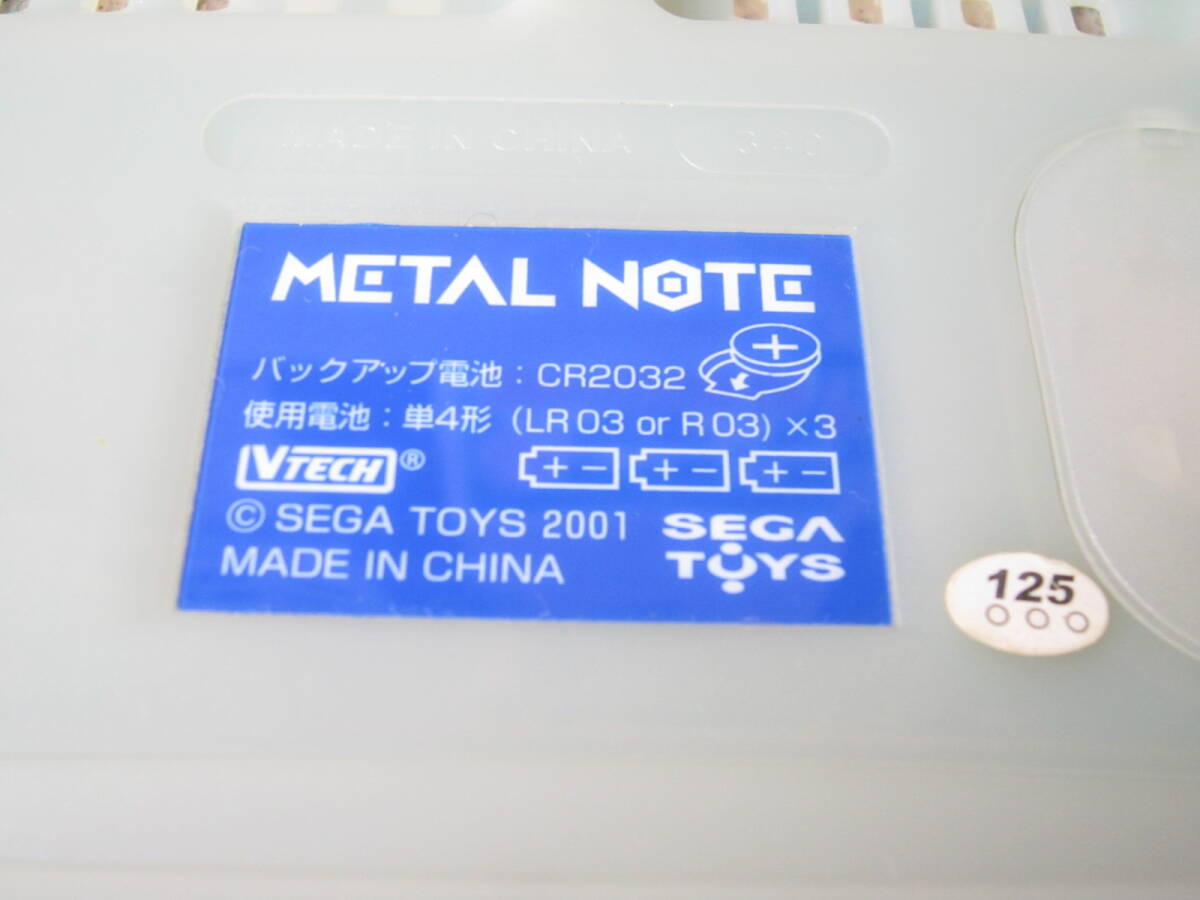 MADE IN CHINA
METAL NOTE
バックアップ電池：CR2032
使用電池：単4形 (LR03 or R03) ×3
VTECH®
© SEGA TOYS 2001
MADE IN CHINA
SEGA
TOYS
125